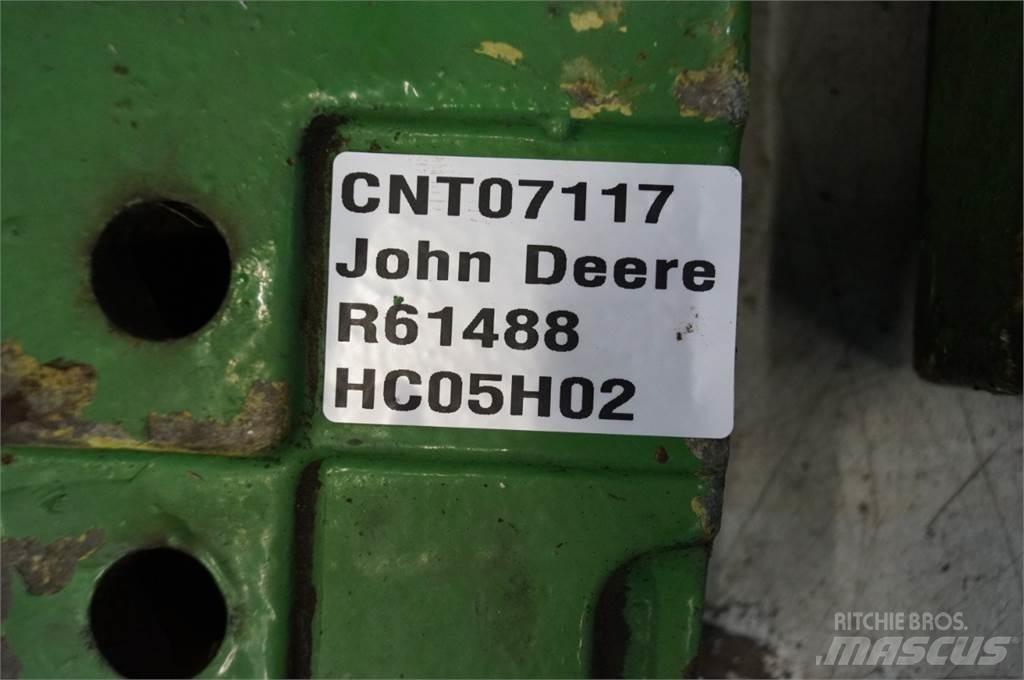 CNT07117
John Deere
R61488
HC05H02
RITCHIE BROS.
MASCUS